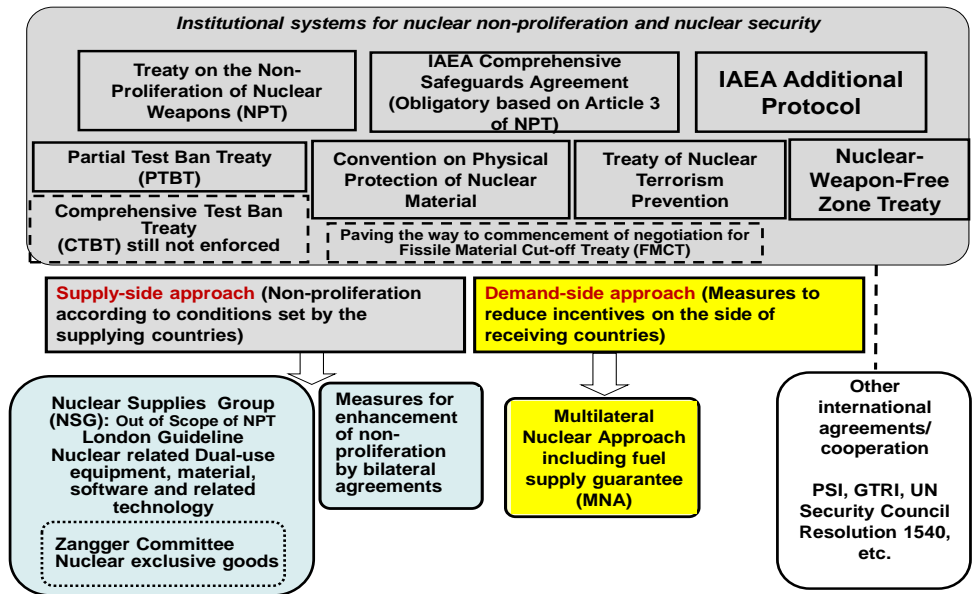 Institutional systems for nuclear non-proliferation and nuclear security
Treaty on the Non-
Proliferation of Nuclear
Weapons (NPT)
IAEA Comprehensive
Safeguards Agreement
(Obligatory based on Article 3
of NPT)
IAEA Additional
Protocol
Partial Test Ban Treaty
(PTBT)
Convention on Physical
Protection of Nuclear
Material
Treaty of Nuclear
Terrorism
Prevention
Nuclear-
Weapon-Free
Zone Treaty
Comprehensive Test Ban
Treaty
(CTBT) still not enforced
Paving the way to commencement of negotiation for
Fissile Material Cut-off Treaty (FMCT)
Supply-side approach (Non-proliferation
according to conditions set by the
supplying countries)
Demand-side approach (Measures to
reduce incentives on the side of
receiving countries)
Nuclear Supplies Group
(NSG): Out of Scope of NPT
London Guideline
Nuclear related Dual-use
equipment, material,
software and related
technology
Zangger Committee
Nuclear exclusive goods
Measures for
enhancement
of non-
proliferation
by bilateral
agreements
Multilateral
Nuclear Approach
including fuel
supply guarantee
(MNA)
Other
international
agreements/
cooperation
PSI, GTRI, UN
Security Council
Resolution 1540,
etc.